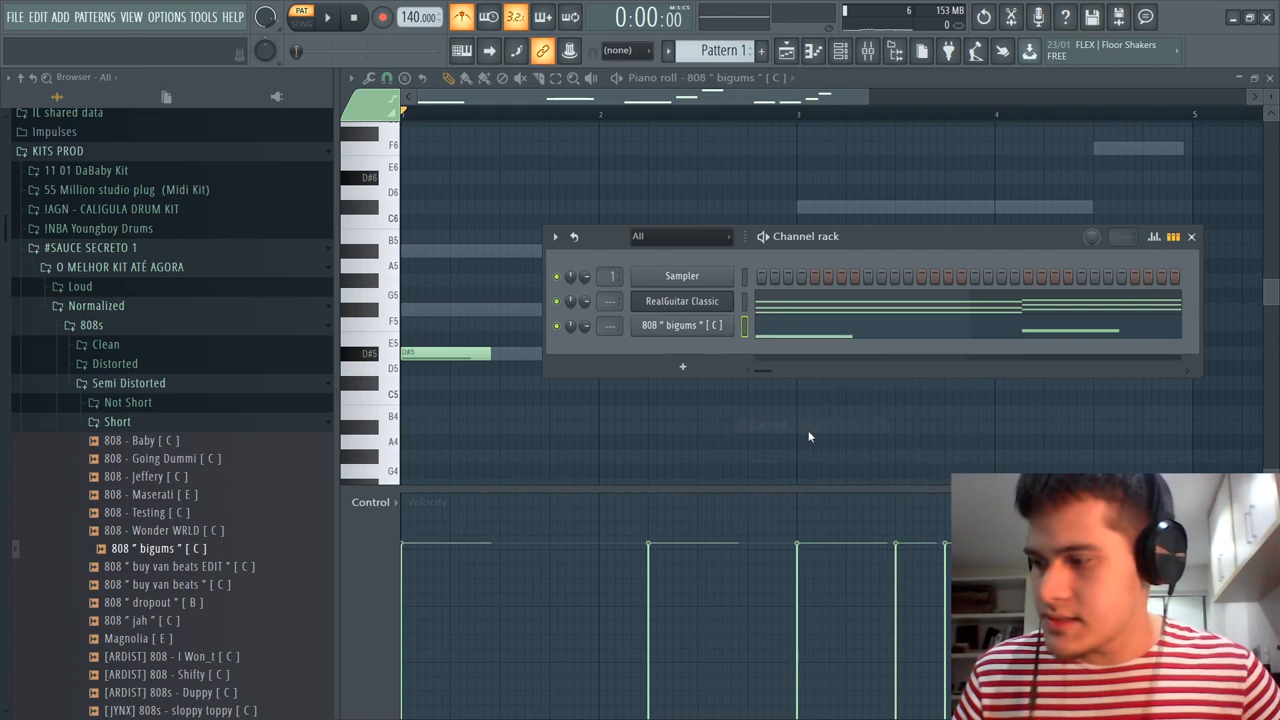 FILE EDIT ADD PATTERNS VIEW OPTIONS TOOLS HELP
PAT
SONG
140.000
3.2.
0:00:00
M:S:CS
6
153 MB
0
(none)
Pattern 1
23/01 FLEX | Floor Shakers
FREE
Browser - All
Piano roll - 808 " bigums " [ C ]
IL shared data
Impulses
KITS PROD
11 01 DaBaby Kit
55 Million studio plug (Midi Kit)
!AGN - CALIGULA DRUM KIT
!NBA Youngboy Drums
#SAUCE SECRETO 1
O MELHOR KIT ATÉ AGORA
Loud
Normalized
808s
Clean
Distorted
Semi Distorted
Not Short
Short
808 - Baby [ C ]
808 - Going Dummi [ C ]
808 - Jeffery [ C ]
808 - Maserati [ E ]
808 - Testing [ C ]
808 - Wonder WRLD [ C ]
808 " bigums " [ C ]
808 " buy van beats EDIT " [ C ]
808 " buy van beats " [ C ]
808 " dropout " [ B ]
808 " jah " [ C ]
Magnolia [ E ]
[ARDIST] 808 - I Won_t [ C ]
[ARDIST] 808 - Shifty [ C ]
[ARDIST] 808s - Duppy [ C ]
[JYNX] 808s - sloppy toppy [ C ]
2
3
4
5
F6
E6
D#6
D6
C6
B5
A5
G5
F5
E5
D#5
D5
C5
B4
A4
G4
D#5
All
Channel rack
1
Sampler
---
RealGuitar Classic
---
808 " bigums " [ C ]
+
Control
Velocity